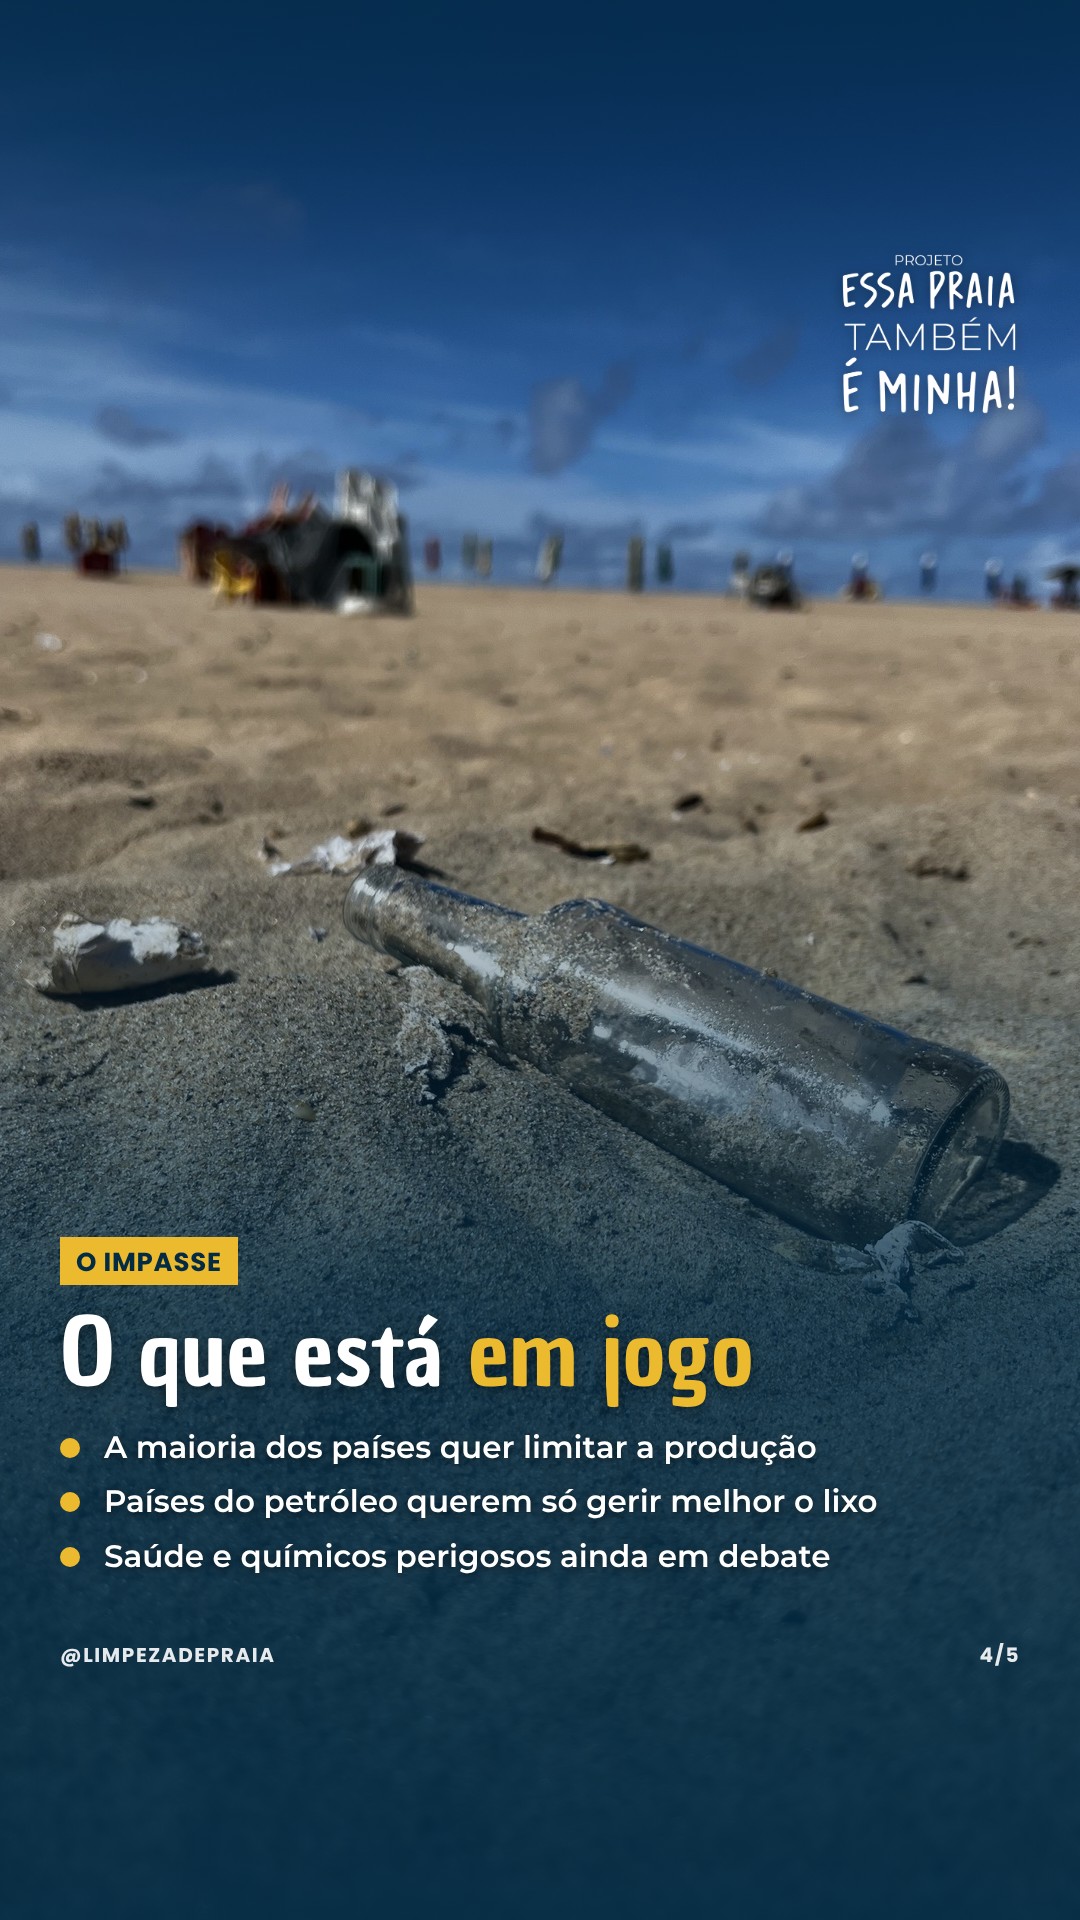 PROJETO
ESSA PRAIA
TAMBÉM
É MINHA!
O IMPASSE
O que está em jogo
A maioria dos países quer limitar a produção
Países do petróleo querem só gerir melhor o lixo
Saúde e químicos perigosos ainda em debate
@LIMPEZADEPRAIA
4/5